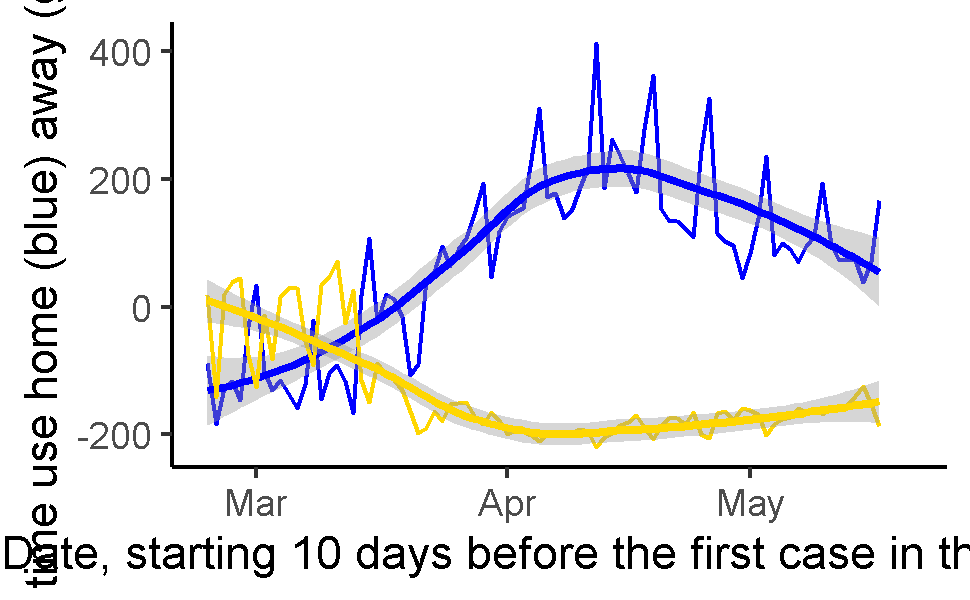 time use home (blue) away (
400
200
0
-200
Mar Apr May
Date, starting 10 days before the first case in th